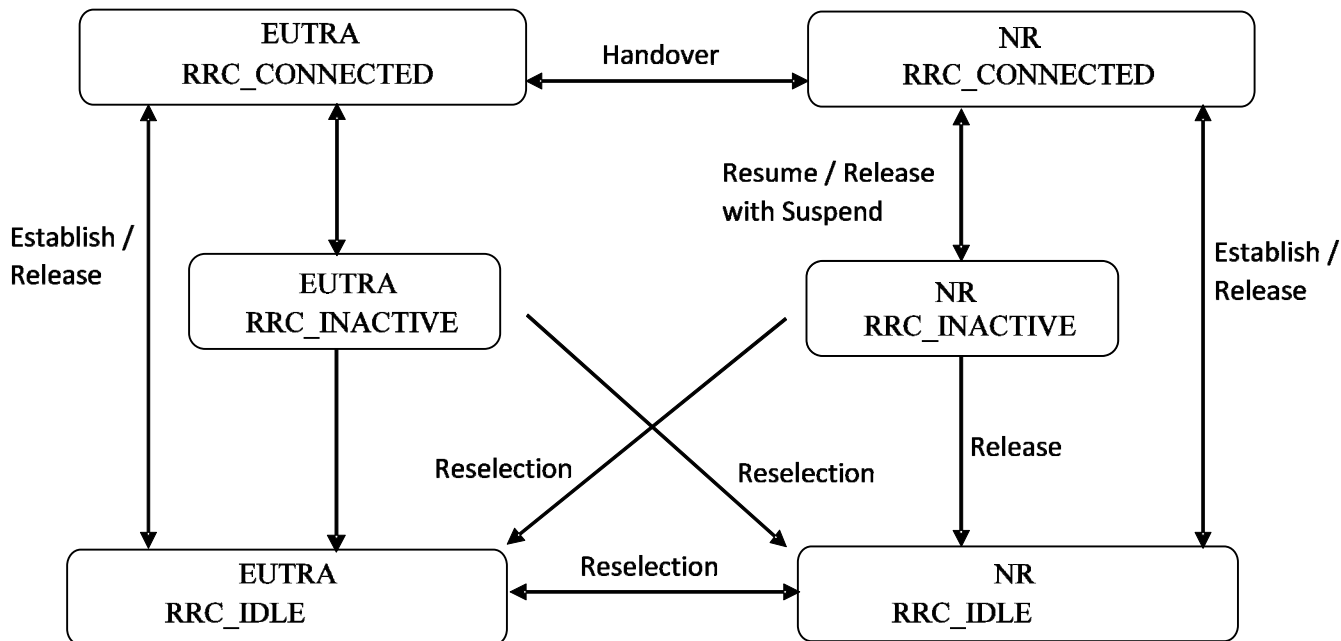 EUTRA
RRC_CONNECTED
Handover
NR
RRC_CONNECTED
Establish /
Release
Resume / Release
with Suspend
Establish /
Release
EUTRA
RRC_INACTIVE
NR
RRC_INACTIVE
Reselection
Reselection
Release
EUTRA
RRC_IDLE
Reselection
NR
RRC_IDLE